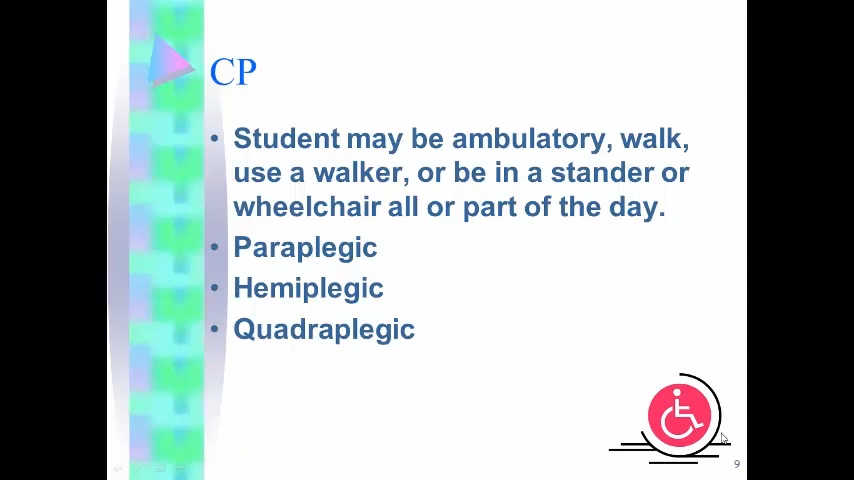 CP
• Student may be ambulatory, walk,
use a walker, or be in a stander or
wheelchair all or part of the day.
• Paraplegic
• Hemiplegic
• Quadraplegic
9